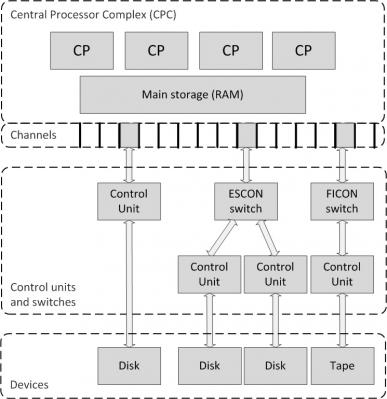 Central Processor Complex (CPC)
CP CP CP CP
Main storage (RAM)
Channels
Control
Unit
ESCON
switch
FICON
switch
Control
Unit
Control
Unit
Control
Unit
Control units
and switches
Disk Disk Disk Tape
Devices